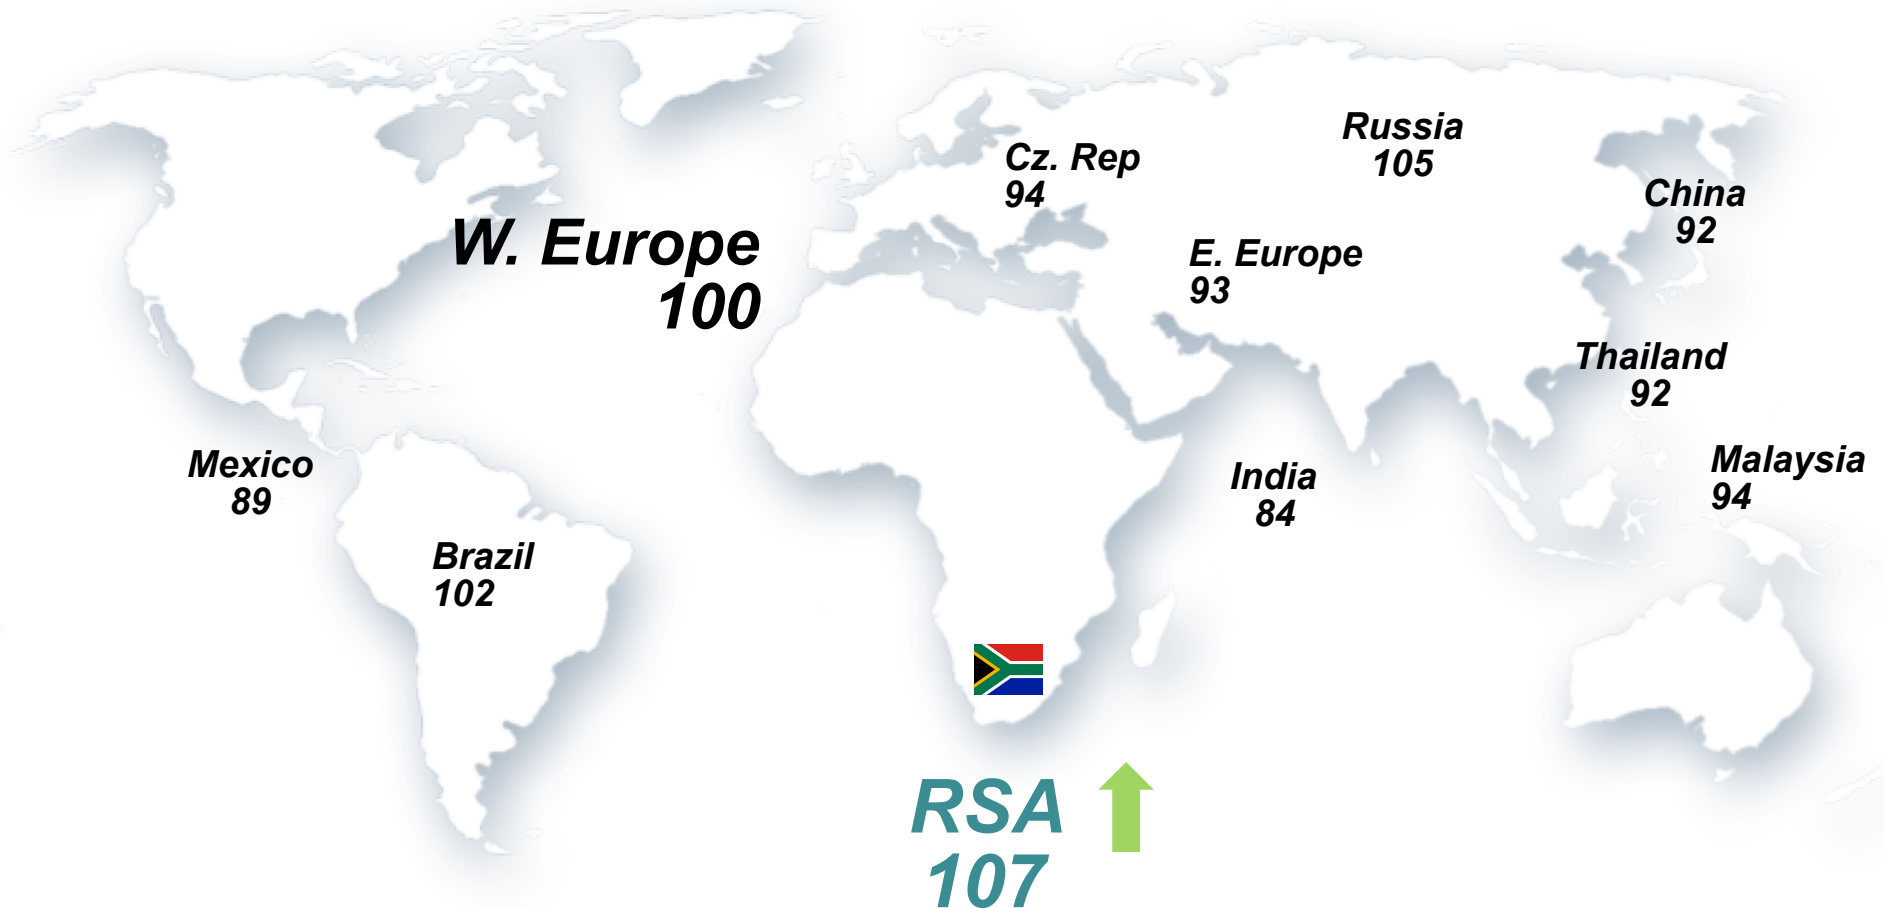 Russia
105
Cz. Rep
94
China
92
W. Europe
100
E. Europe
93
Thailand
92
Mexico
89
India
84
Malaysia
94
Brazil
102
RSA
107